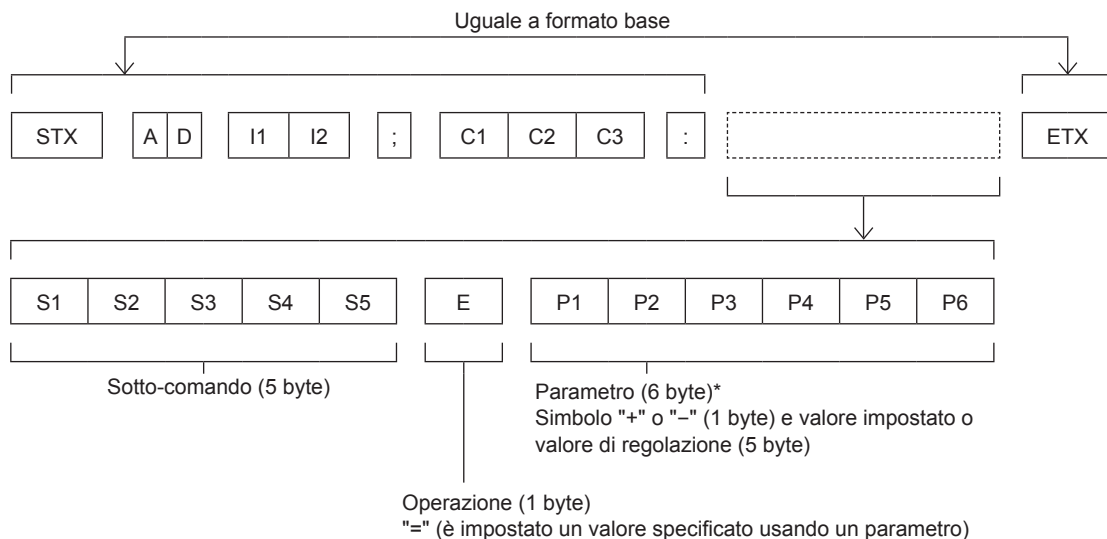 Uguale a formato base
STX A D I1 I2 ; C1 C2 C3 : ETX
S1 S2 S3 S4 S5 E P1 P2 P3 P4 P5 P6
Sotto-comando (5 byte)
Parametro (6 byte)*
Simbolo "+" o "−" (1 byte) e valore impostato o
valore di regolazione (5 byte)
Operazione (1 byte)
"=" (è impostato un valore specificato usando un parametro)